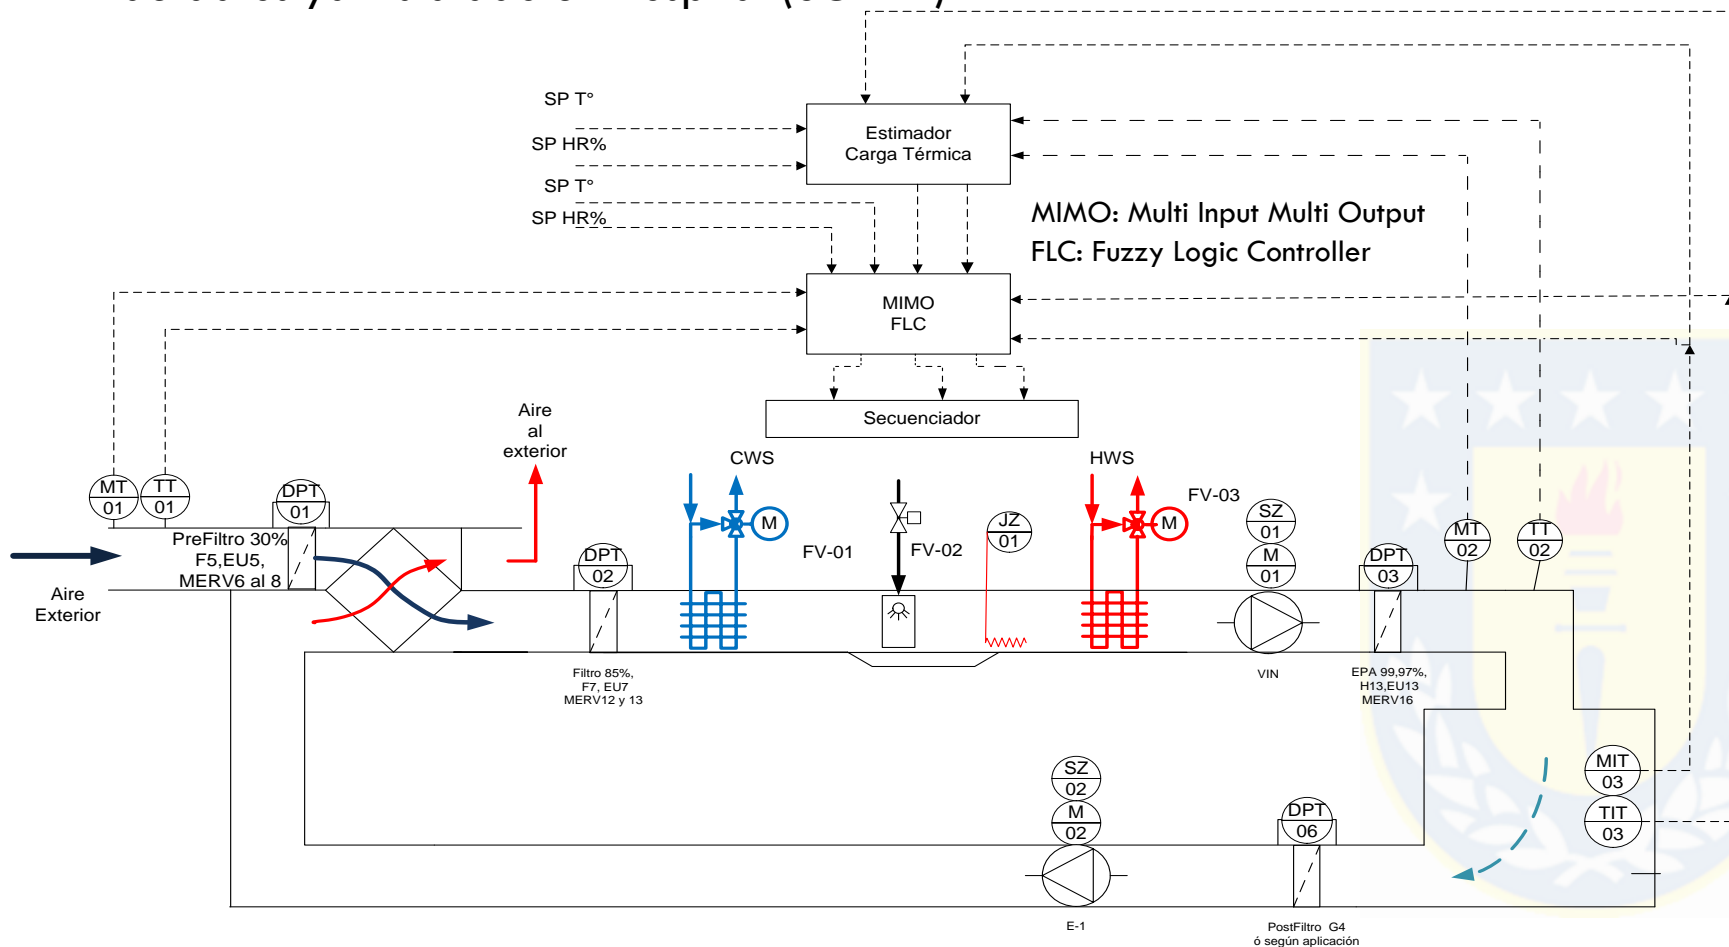 SP T°
SP HR%
SP T°
SP HR%
Estimador
Carga Térmica
MIMO: Multi Input Multi Output
FLC: Fuzzy Logic Controller
MIMO
FLC
Secuenciador
Aire
al
exterior
CWS
HWS
MT
01
TT
01
DPT
01
PreFiltro 30%
F5,EU5,
MERV6 al 8
Aire
Exterior
DPT
02
Filtro 85%,
F7, EU7
MERV12 y 13
M
FV-01
FV-02
JZ
01
M
FV-03
SZ
01
M
01
VIN
DPT
03
EPA 99,97%,
H13,EU13
MERV16
MT
02
TT
02
MIT
03
TIT
03
SZ
02
M
02
E-1
DPT
06
PostFiltro G4
ó según aplicación